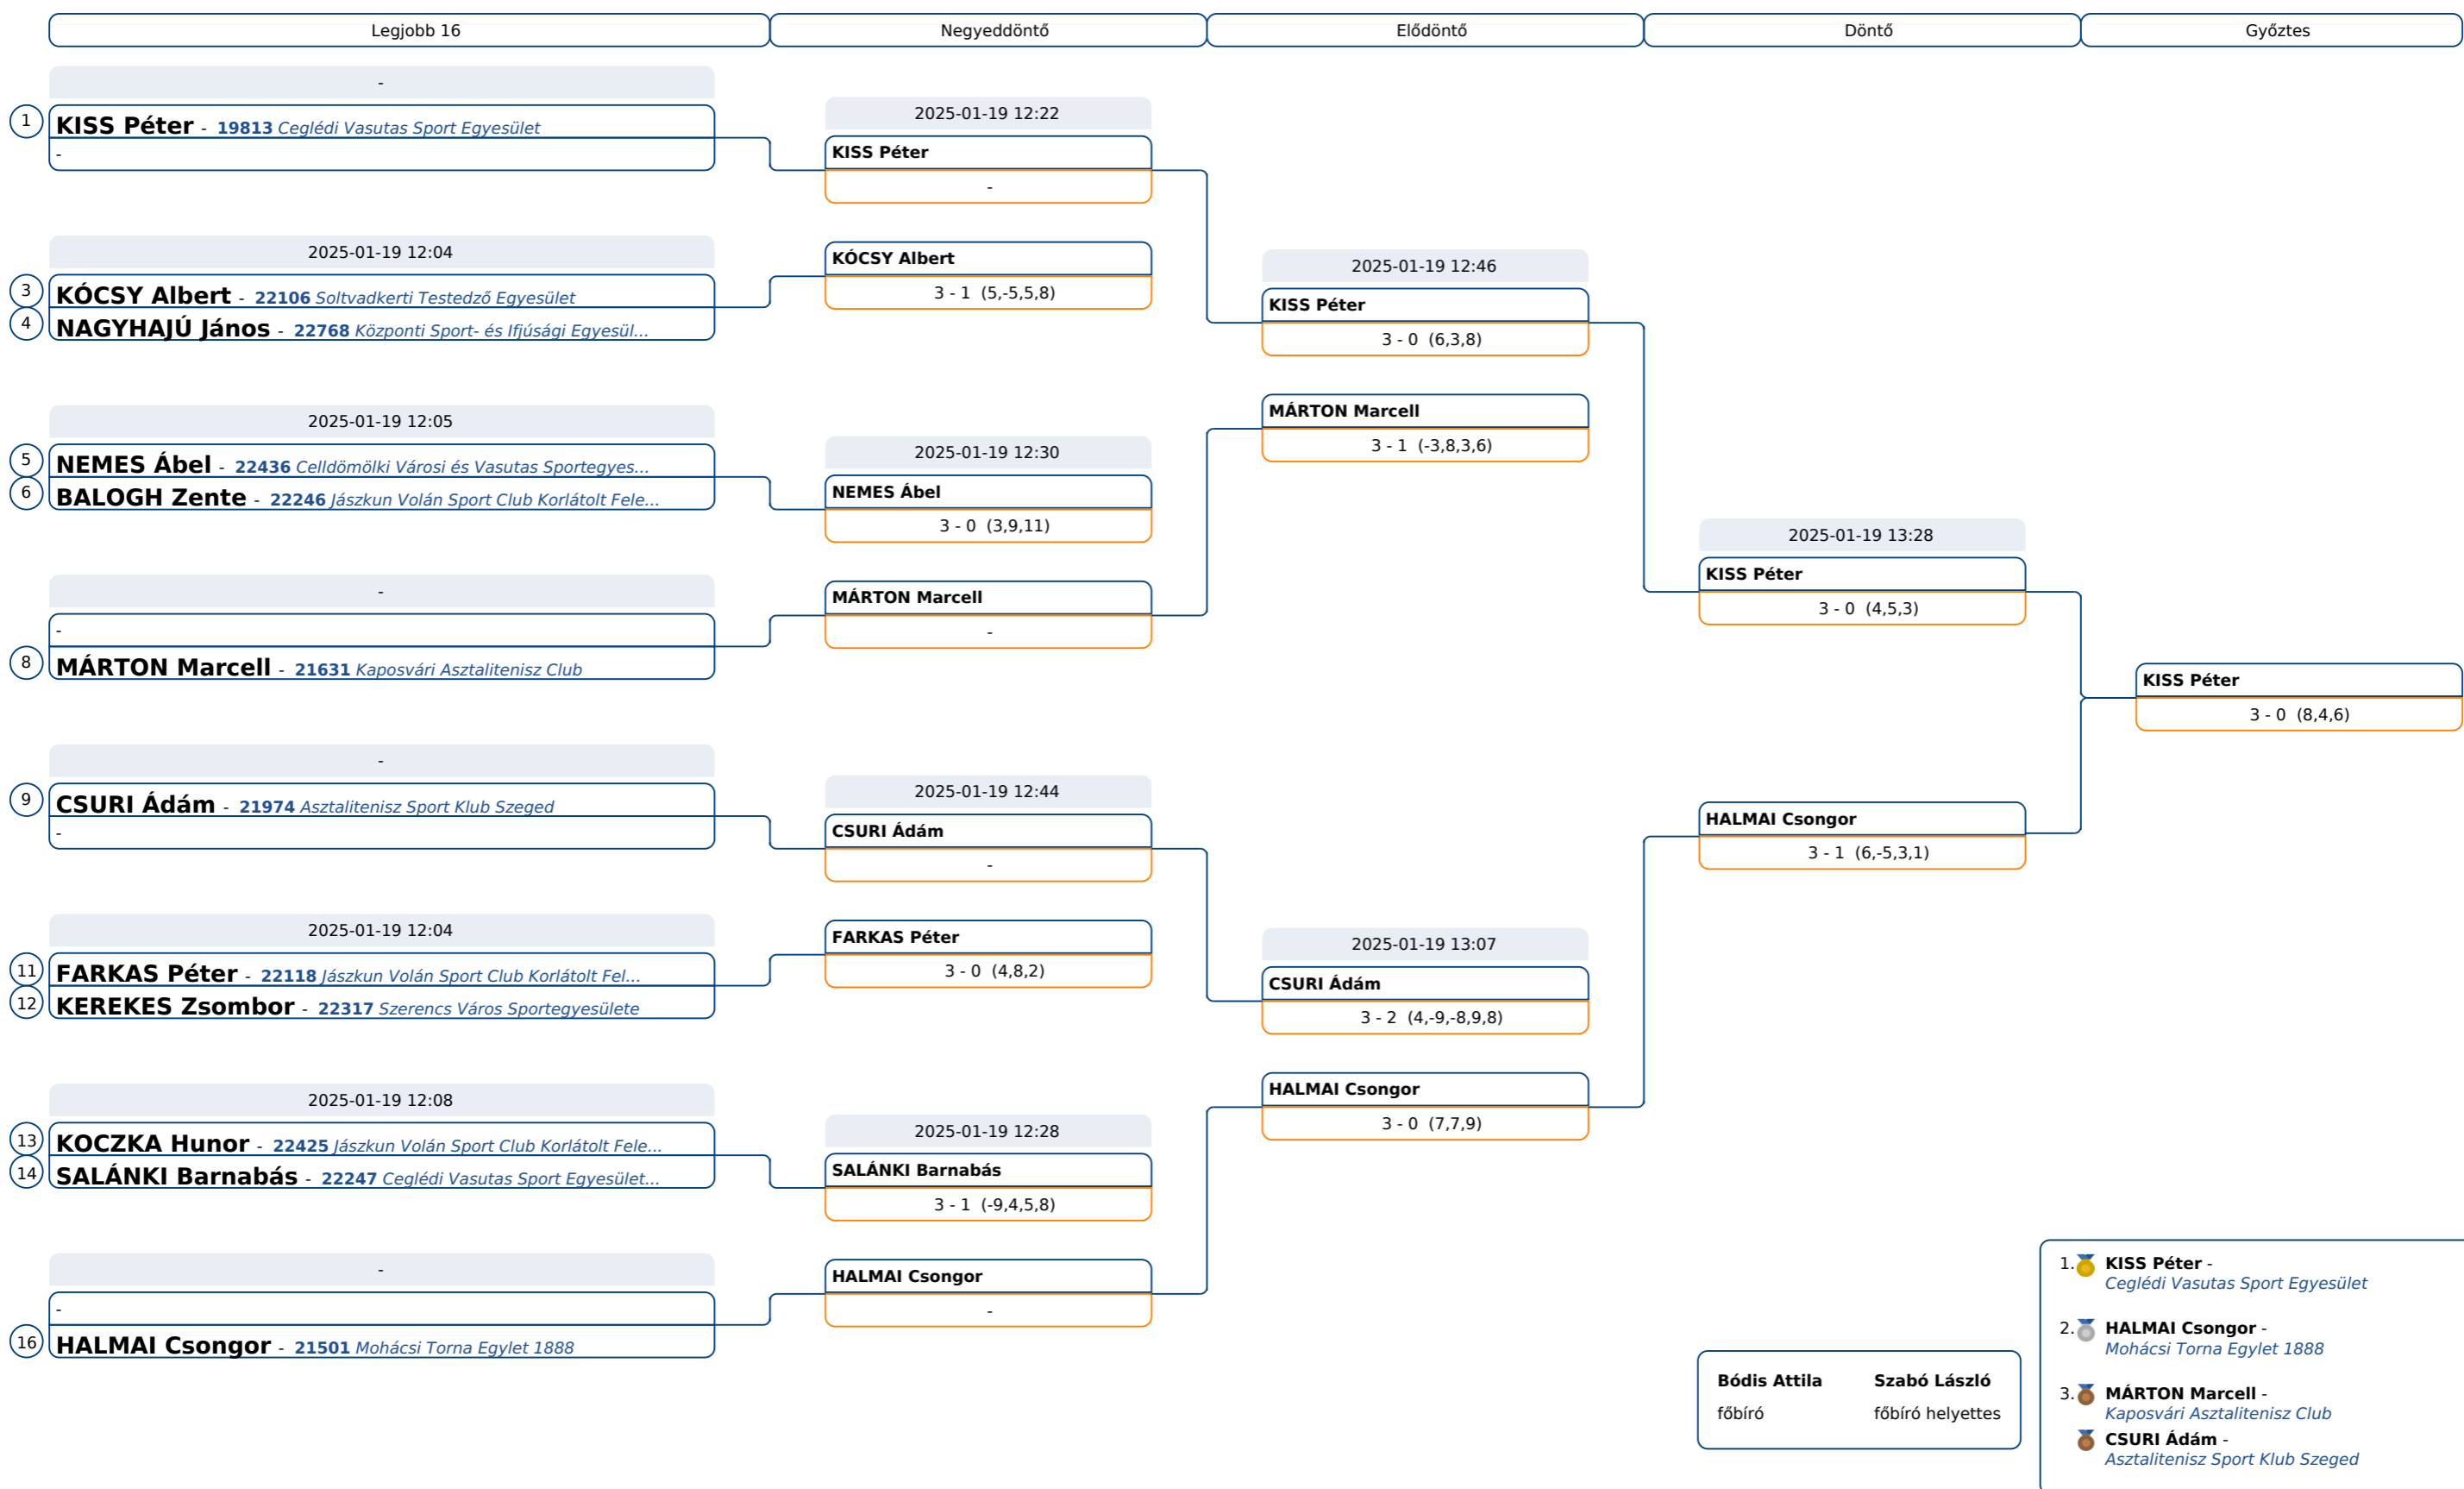 Legjobb 16
Negyeddöntő
Elődöntő
Döntő
Győztes
-
1 KISS Péter - 19813 Ceglédi Vasutas Sport Egyesület
-
2025-01-19 12:04
3 KÓCSY Albert - 22106 Soltvadkerti Testedző Egyesület
4 NAGYHAJÚ János - 22768 Központi Sport- és Ifjúsági Egyesül...
2025-01-19 12:05
5 NEMES Ábel - 22436 Celldömölki Városi és Vasutas Sportegyes...
6 BALOGH Zente - 22246 Jászkun Volán Sport Club Korlátolt Fele...
-
-
8 MÁRTON Marcell - 21631 Kaposvári Asztalitenisz Club
-
9 CSURI Ádám - 21974 Asztalitenisz Sport Klub Szeged
-
2025-01-19 12:04
11 FARKAS Péter - 22118 Jászkun Volán Sport Club Korlátolt Fel...
12 KEREKES Zsombor - 22317 Szerencs Város Sportegyesülete
2025-01-19 12:08
13 KOCZKA Hunor - 22425 Jászkun Volán Sport Club Korlátolt Fele...
14 SALÁNKI Barnabás - 22247 Ceglédi Vasutas Sport Egyesület...
-
-
16 HALMAI Csongor - 21501 Mohácsi Torna Egylet 1888
2025-01-19 12:22
KISS Péter
-
KÓCSY Albert
3 - 1 (5,-5,5,8)
2025-01-19 12:30
NEMES Ábel
3 - 0 (3,9,11)
MÁRTON Marcell
-
2025-01-19 12:44
CSURI Ádám
-
FARKAS Péter
3 - 0 (4,8,2)
2025-01-19 12:28
SALÁNKI Barnabás
3 - 1 (-9,4,5,8)
HALMAI Csongor
-
2025-01-19 12:46
KISS Péter
3 - 0 (6,3,8)
MÁRTON Marcell
3 - 1 (-3,8,3,6)
2025-01-19 13:07
CSURI Ádám
3 - 2 (4,-9,-8,9,8)
HALMAI Csongor
3 - 0 (7,7,9)
2025-01-19 13:28
KISS Péter
3 - 0 (4,5,3)
HALMAI Csongor
3 - 1 (6,-5,3,1)
KISS Péter
3 - 0 (8,4,6)
Bódis Attila
főbíró
Szabó László
főbíró helyettes
1. KISS Péter -
Ceglédi Vasutas Sport Egyesület
2. HALMAI Csongor -
Mohácsi Torna Egylet 1888
3. MÁRTON Marcell -
Kaposvári Asztalitenisz Club
CSURI Ádám -
Asztalitenisz Sport Klub Szeged